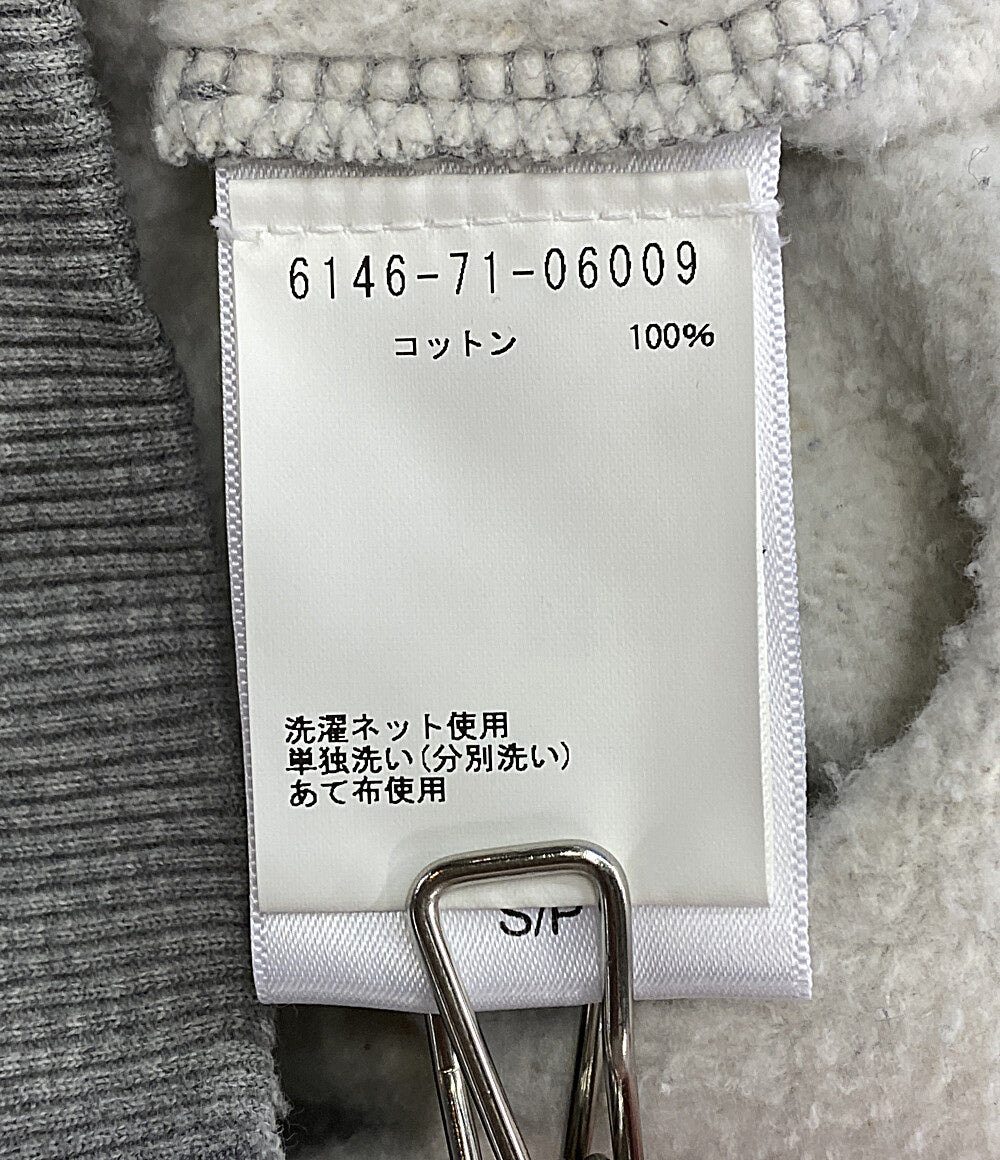 6146-71-06009
コットン 100%
洗濯ネット使用
単独洗い(分別洗い)
あて布使用
S/P